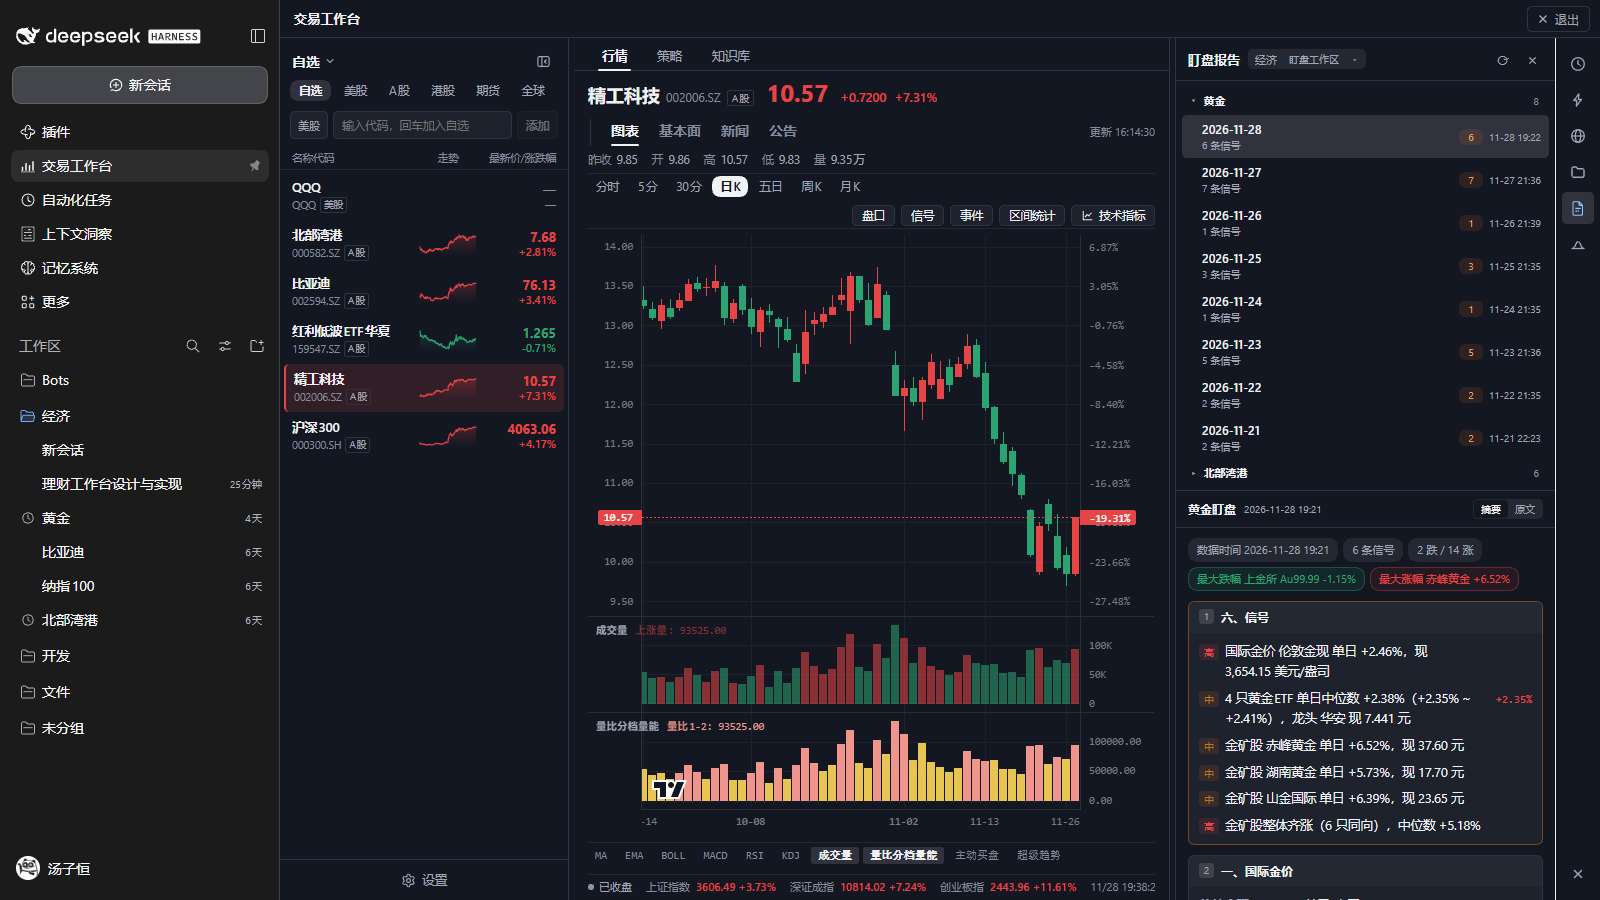 deepseek HARNESS
新会话
插件
交易工作台
自动化任务
上下文洞察
记忆系统
更多
工作区
Bots
经济
新会话
理财工作台设计与实现 25分钟
黄金 4天
比亚迪 6天
纳指100 6天
北部湾港 6天
开发
文件
未分组
汤子恒
交易工作台
退出
自选
自选 美股 A股 港股 期货 全球
美股 输入代码，回车加入自选 添加
名称代码 走势 最新价/涨跌幅
QQQ —
QQQ 美股 —
北部湾港 7.68
000582.SZ A股 +2.81%
比亚迪 76.13
002594.SZ A股 +3.41%
红利低波ETF华夏 1.265
159547.SZ A股 -0.71%
精工科技 10.57
002006.SZ A股 +7.31%
沪深300 4063.06
000300.SH A股 +4.17%
设置
行情 策略 知识库
精工科技 002006.SZ A股 10.57 +0.7200 +7.31%
图表 基本面 新闻 公告 更新 16:14:30
昨收 9.85 开 9.86 高 10.57 低 9.83 量 9.35万
分时 5分 30分 日K 五日 周K 月K
盘口 信号 事件 区间统计 技术指标
14.00 6.87%
13.50 3.05%
13.00 -0.76%
12.50 -4.58%
12.00 -8.40%
11.50 -12.21%
11.00 -16.03%
10.57 -19.31%
10.00 -23.66%
9.50 -27.48%
成交量 上涨量: 93525.00
100K
50K
0
量比分档量能 量比1-2: 93525.00
100000.00
50000.00
0.00
-14 10-08 11-02 11-13 11-26
MA EMA BOLL MACD RSI KDJ 成交量 量比分档量能 主动买盘 超级趋势
已收盘 上证指数 3606.49 +3.73% 深证成指 10814.02 +7.24% 创业板指 2443.96 +11.61% 11/28 19:38:2
盯盘报告 经济 盯盘工作区
黄金 8
2026-11-28
6 条信号 6 11-28 19:22
2026-11-27
7 条信号 7 11-27 21:36
2026-11-26
1 条信号 1 11-26 21:39
2026-11-25
3 条信号 3 11-25 21:35
2026-11-24
1 条信号 1 11-24 21:35
2026-11-23
5 条信号 5 11-23 21:36
2026-11-22
2 条信号 2 11-22 21:35
2026-11-21
2 条信号 2 11-21 22:23
北部湾港 6
黄金盯盘 2026-11-28 19:21 摘要 原文
数据时间 2026-11-28 19:21 6 条信号 2 跌 / 14 涨
最大跌幅 上金所 Au99.99 -1.15% 最大涨幅 赤峰黄金 +6.52%
1 六、信号
高 国际金价 伦敦金现 单日 +2.46%，现
3,654.15 美元/盎司
中 4 只黄金ETF 单日中位数 +2.38%（+2.35% ~ +2.35%
+2.41%），龙头 华安 现 7.441 元
中 金矿股 赤峰黄金 单日 +6.52%，现 37.60 元
中 金矿股 湖南黄金 单日 +5.73%，现 17.70 元
中 金矿股 山金国际 单日 +6.39%，现 23.65 元
高 金矿股整体齐涨（6 只同向），中位数 +5.18%
2 一、国际金价